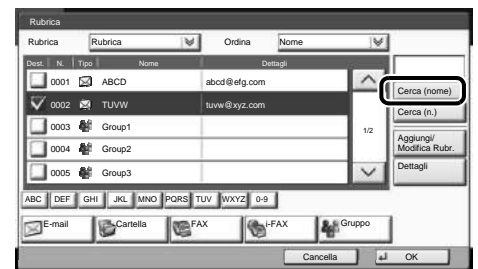 Rubrica
Rubrica Rubrica Ordina Nome
Dest. N. Tipo Nome Dettagli
0001 ABCD abcd@efg.com
0002 TUVW tuvw@xyz.com
0003 Group1
0004 Group2
0005 Group3
1/2
Cerca (nome)
Cerca (n.)
Aggiungi/
Modifica Rubr.
Dettagli
ABC DEF GHI JKL MNO PQRS TUV WXYZ 0-9
E-mail Cartella FAX i-FAX Gruppo
Cancella OK